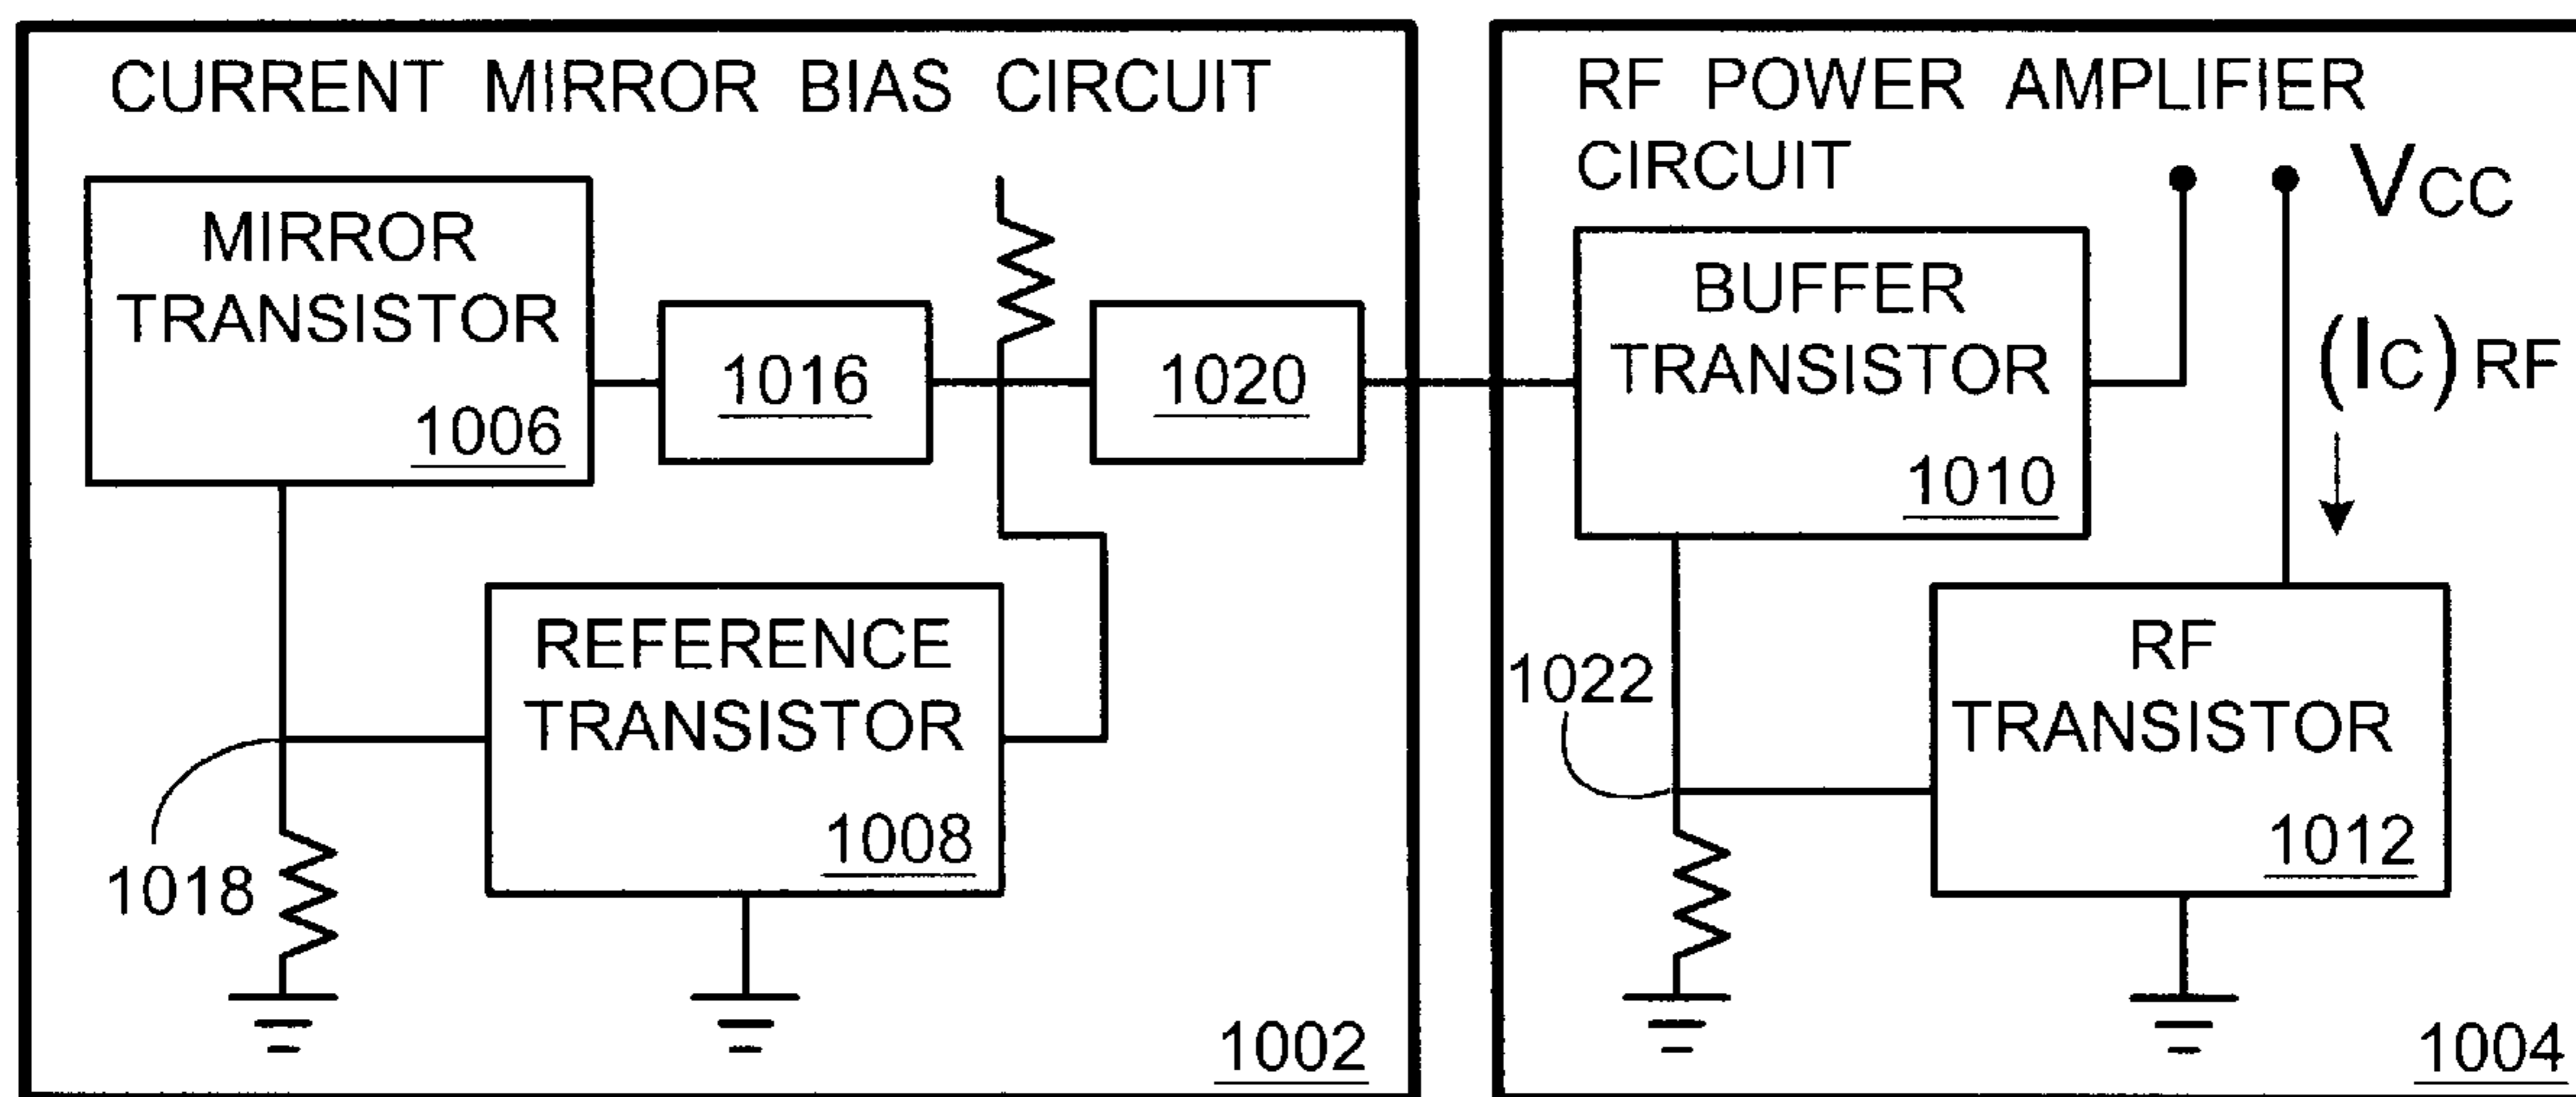 CURRENT MIRROR BIAS CIRCUIT
MIRROR
TRANSISTOR
1006
1016
1020
REFERENCE
TRANSISTOR
1008
1018
1002
RF POWER AMPLIFIER
CIRCUIT
VCC
BUFFER
TRANSISTOR
1010
(IC) RF
1022
RF
TRANSISTOR
1012
1004